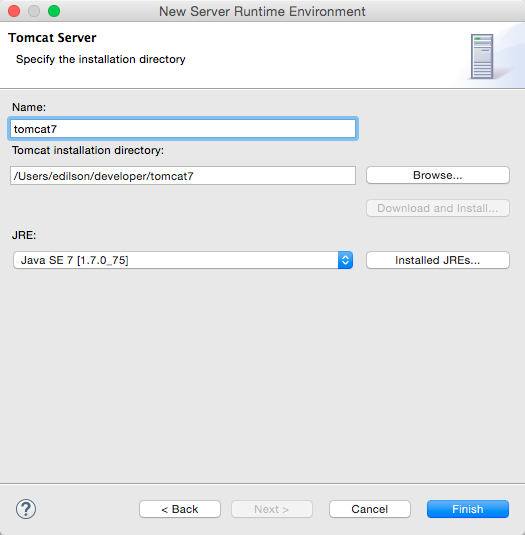 New Server Runtime Environment
Tomcat Server
Specify the installation directory
Name:
tomcat7
Tomcat installation directory:
/Users/edilson/developer/tomcat7
Browse...
Download and Install...
JRE:
Java SE 7 [1.7.0_75]
Installed JREs...
?
< Back
Next >
Cancel
Finish